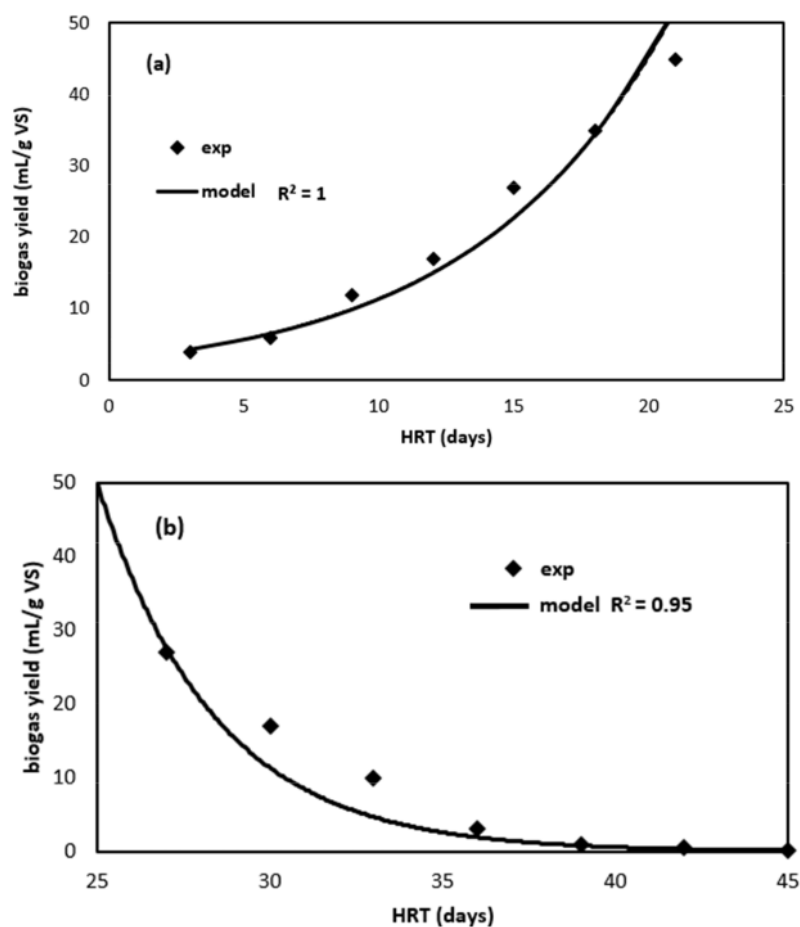 50
(a)
40
exp
30
model R² = 1
20
10
0
0 5 10 15 20 25
HRT (days)
biogas yield (mL/g VS)
50
(b)
40
exp
model R² = 0.95
30
20
10
0
25 30 35 40 45
HRT (days)
biogas yield (mL/g VS)